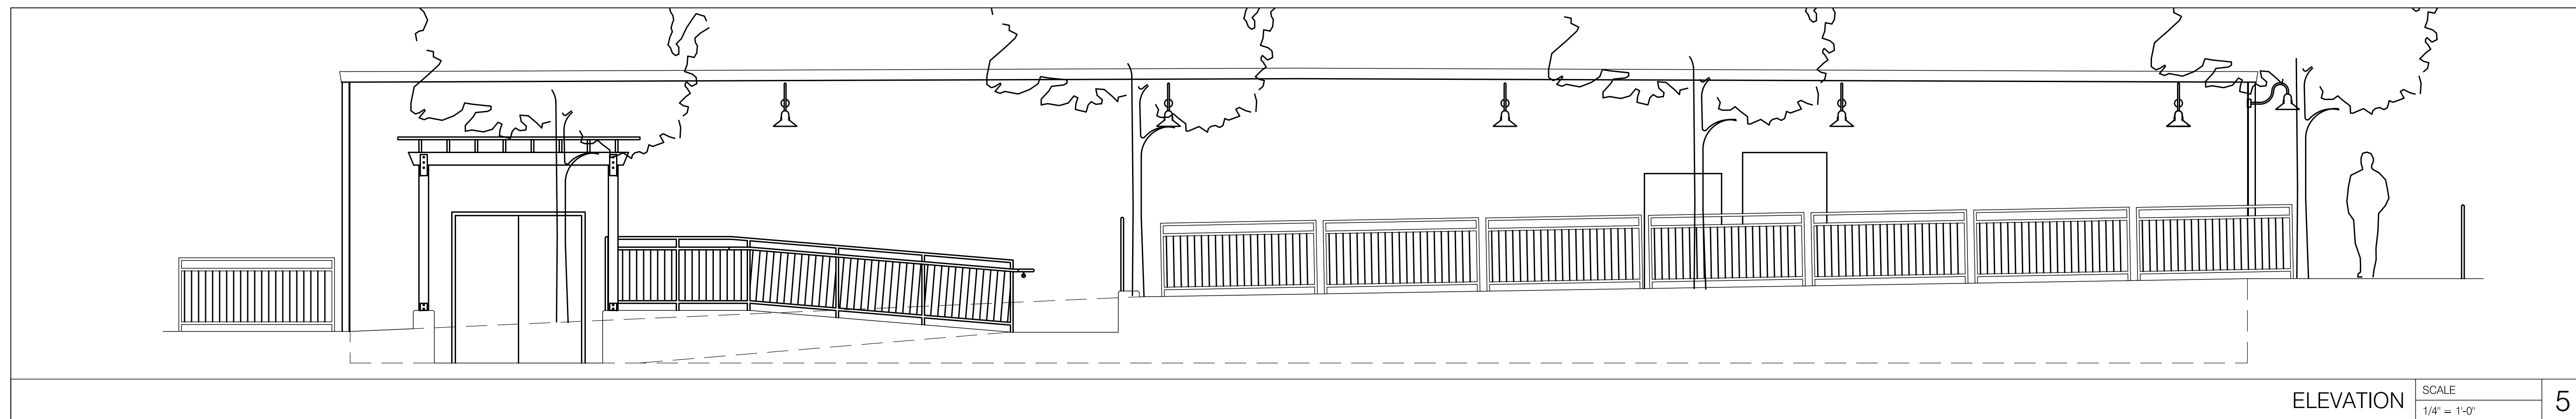 ELEVATION
SCALE
1/4" = 1'-0"
5